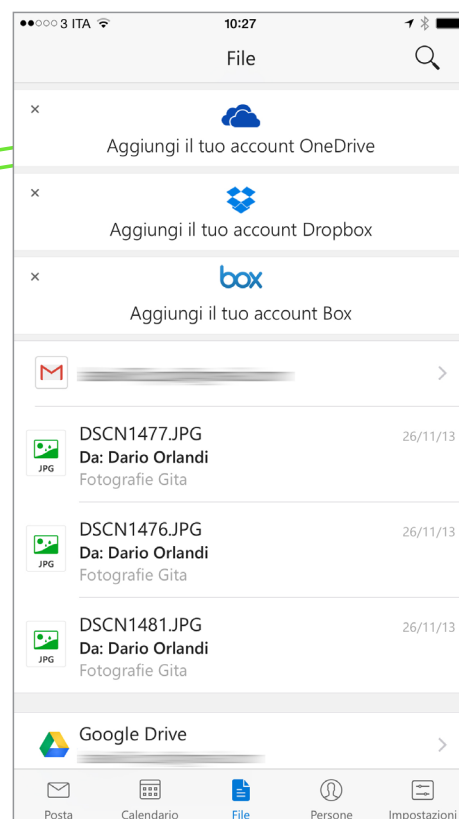 3 ITA 10:27
File
× 
Aggiungi il tuo account OneDrive
× 
Aggiungi il tuo account Dropbox
× box
Aggiungi il tuo account Box
DSCN1477.JPG 26/11/13
Da: Dario Orlandi
JPG
Fotografie Gita
DSCN1476.JPG 26/11/13
Da: Dario Orlandi
JPG
Fotografie Gita
DSCN1481.JPG 26/11/13
Da: Dario Orlandi
JPG
Fotografie Gita
Google Drive
Posta Calendario File Persone Impostazioni